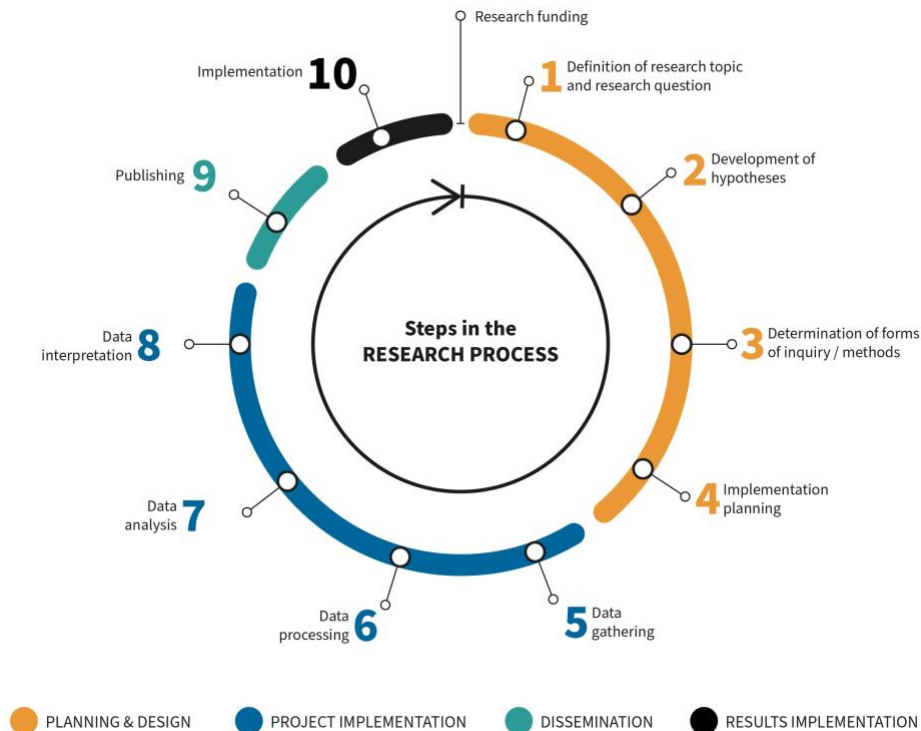 Research funding
1 Definition of research topic
and research question
2 Development of
hypotheses
3 Determination of forms
of inquiry / methods
4 Implementation
planning
5 Data
gathering
Data
processing 6
Data
analysis 7
Data
interpretation 8
Publishing 9
Implementation 10
Steps in the
RESEARCH PROCESS
PLANNING & DESIGN
PROJECT IMPLEMENTATION
DISSEMINATION
RESULTS IMPLEMENTATION